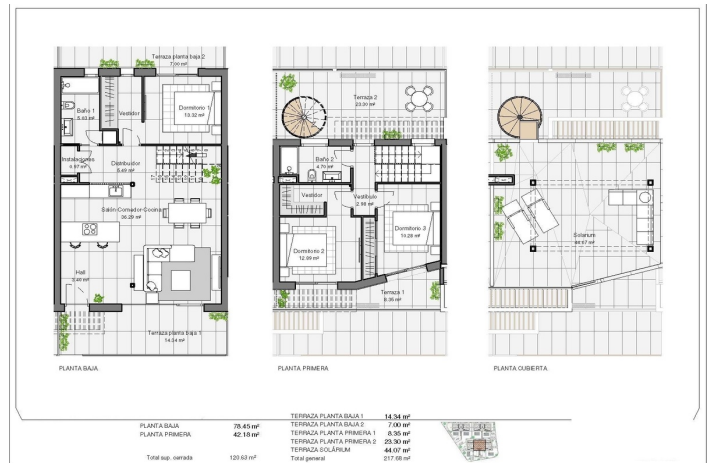 Terraza planta baja 2
7.00 m²
Baño 1
5.03 m²
Vestidor
Dormitorio 1
13.32 m²
Instalaciones
Distribuidor
5.49 m²
Salón-Comedor-Cocina
36.29 m²
Hall
3.40 m²
Terraza planta baja 1
14.34 m²
PLANTA BAJA
Terraza 2
23.30 m²
Baño 2
4.70 m²
Vestidor
Vestíbulo
2.98 m²
Dormitorio 3
14.26 m²
Dormitorio 2
12.99 m²
Terraza 1
8.35 m²
PLANTA PRIMERA
Solarium
44.07 m²
PLANTA CUBIERTA
PLANTA BAJA 78.45 m²
PLANTA PRIMERA 42.18 m²
Total sup. cerrada 120.63 m²
TERRAZA PLANTA BAJA 1 14.34 m²
TERRAZA PLANTA BAJA 2 7.00 m²
TERRAZA PLANTA PRIMERA 1 8.35 m²
TERRAZA PLANTA PRIMERA 2 23.30 m²
TERRAZA SOLÁRIUM 44.07 m²
Total general 217.68 m²